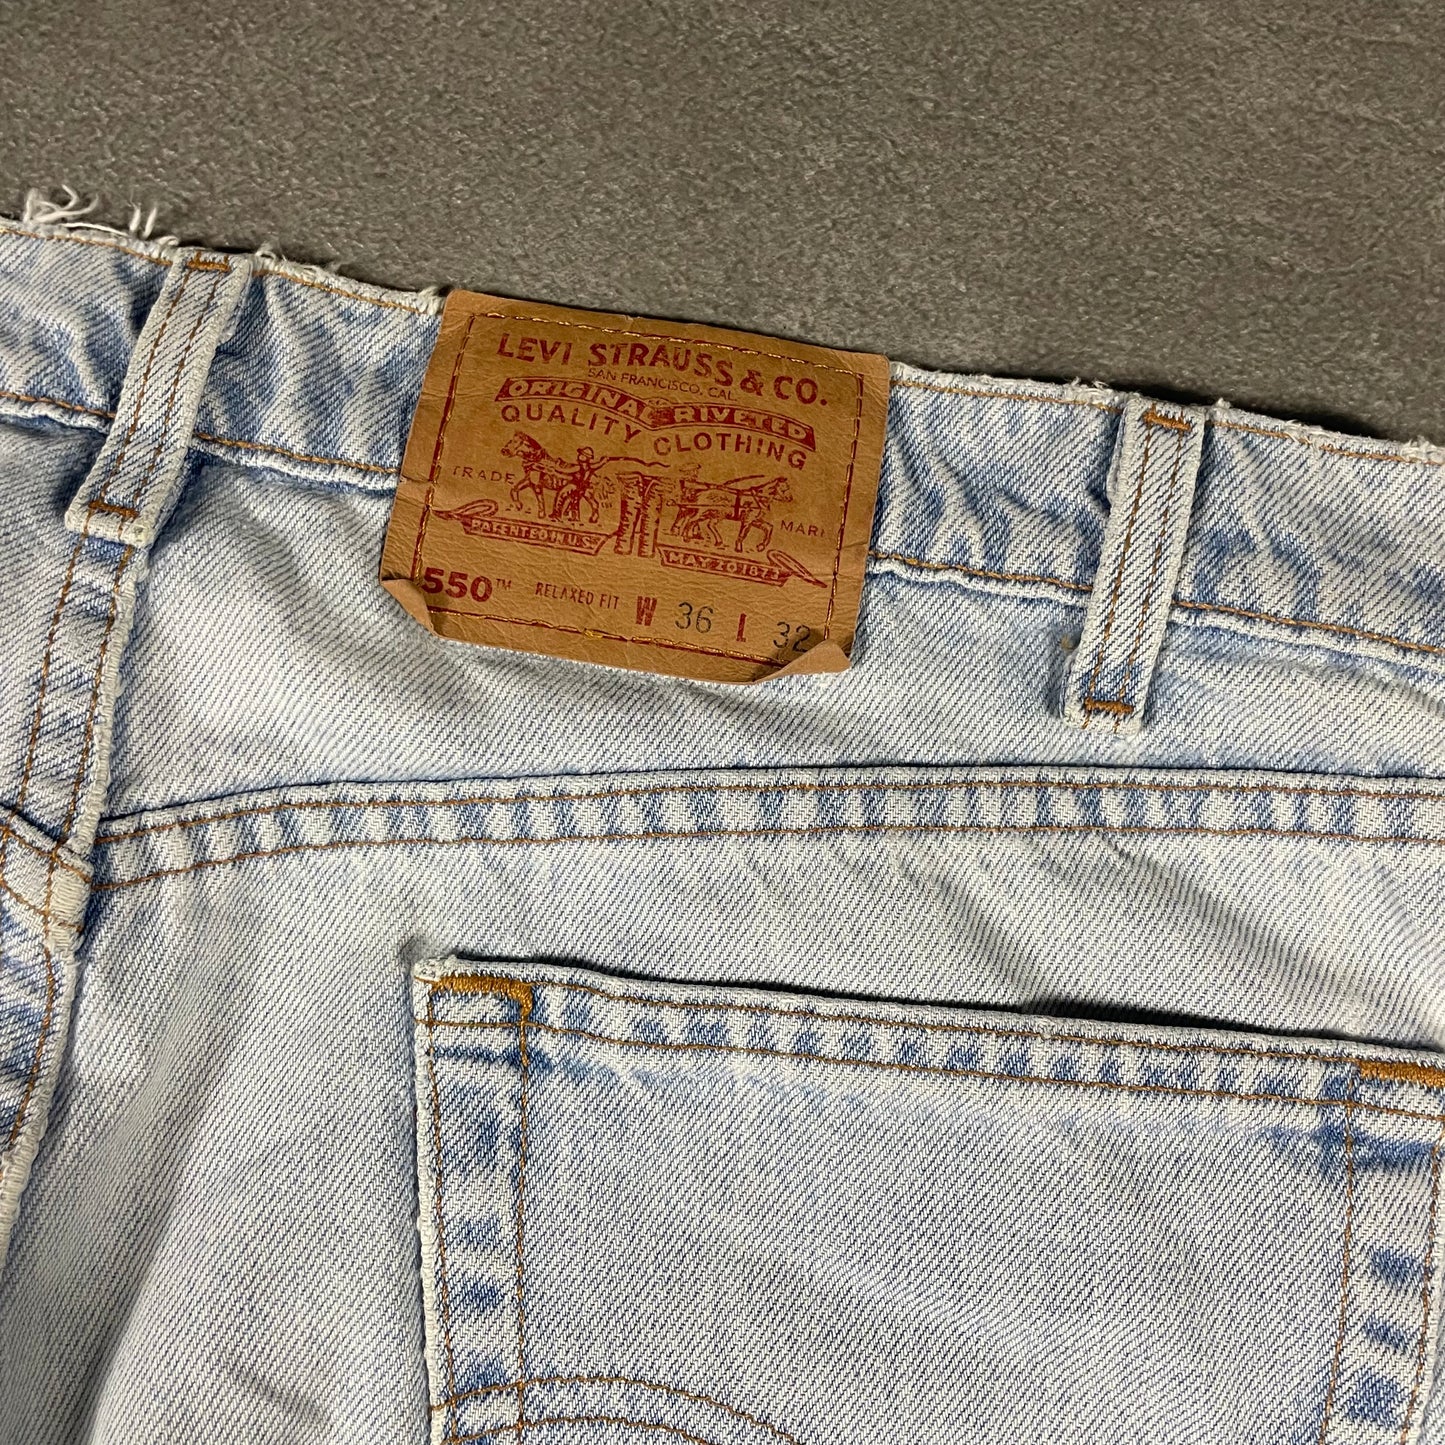 LEVI STRAUSS & CO.
SAN FRANCISCO, CAL.
ORIGINAL RIVETED
QUALITY CLOTHING
TRADE MARK
PATENTED IN U.S. MAY 20 1873
550™ RELAXED FIT W 36 L 32